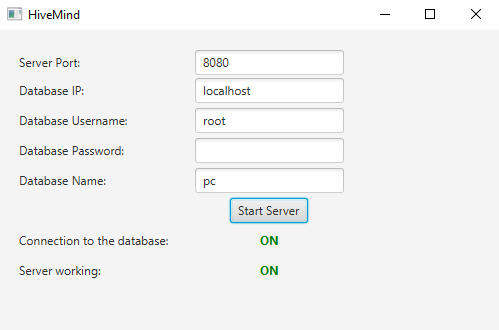 HiveMind
Server Port: 8080
Database IP: localhost
Database Username: root
Database Password:
Database Name: pc
Start Server
Connection to the database: ON
Server working: ON